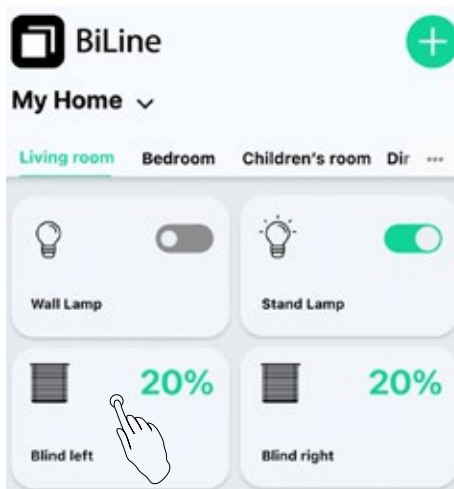 BiLine
My Home
Living room Bedroom Children's room Dir ...
Wall Lamp Stand Lamp
20% 20%
Blind left Blind right